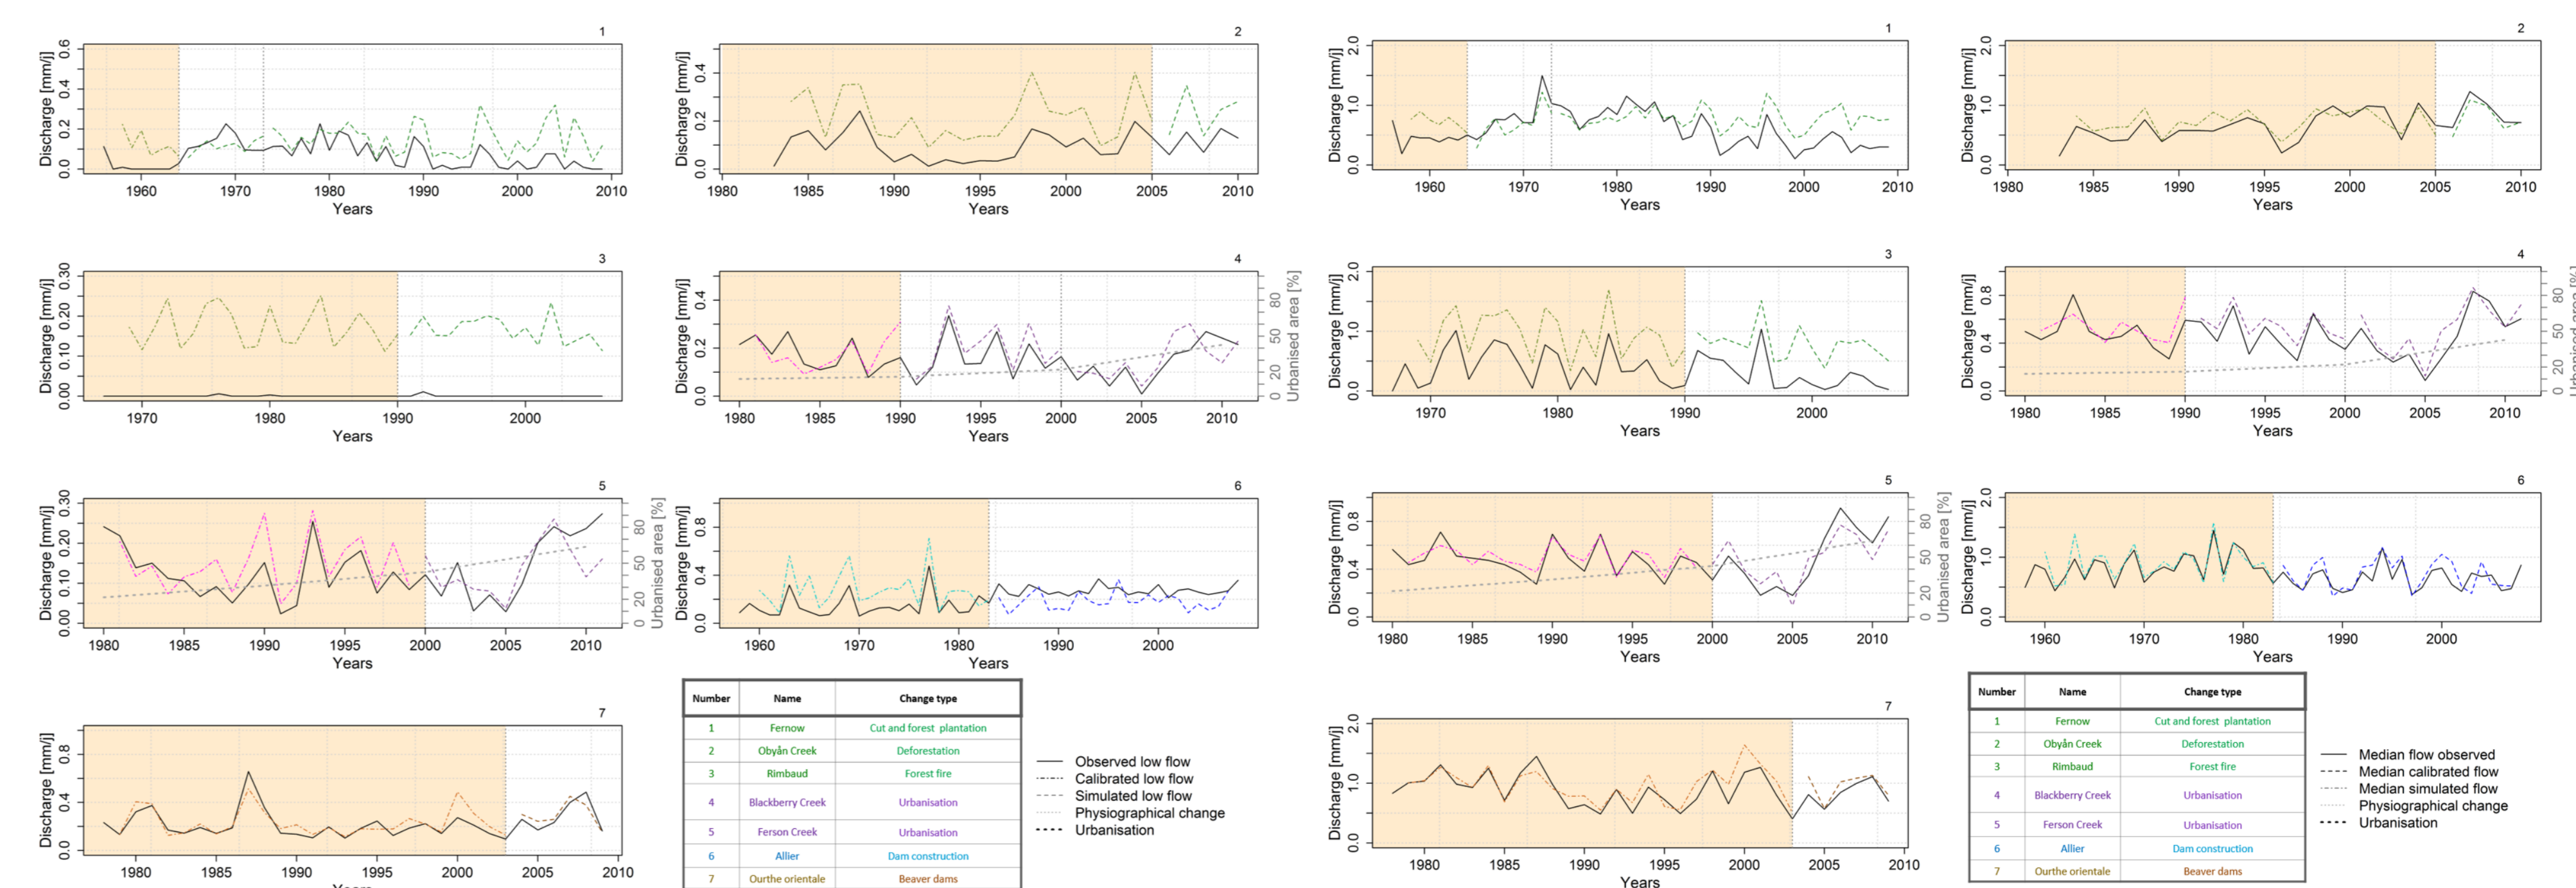 1
Discharge [mm/j]
0.0 0.2 0.4 0.6
1960 1970 1980 1990 2000 2010
Years
2
Discharge [mm/j]
0.0 0.2 0.4
1980 1985 1990 1995 2000 2005 2010
Years
3
Discharge [mm/j]
0.00 0.10 0.20 0.30
1970 1980 1990 2000
Years
4
Discharge [mm/j]
0.0 0.2 0.4
1980 1985 1990 1995 2000 2005 2010
Years
0 20 50 80
Urbanised area [%]
5
Discharge [mm/j]
0.00 0.10 0.20 0.30
1980 1985 1990 1995 2000 2005 2010
Years
0 20 50 80
Urbanised area [%]
6
Discharge [mm/j]
0.0 0.4 0.8
1960 1970 1980 1990 2000
Years
7
Discharge [mm/j]
0.0 0.4 0.8
1980 1985 1990 1995 2000 2005 2010
Years
Number Name Change type
1 Fernow Cut and forest plantation
2 Obyån Creek Deforestation
3 Rimbaud Forest fire
4 Blackberry Creek Urbanisation
5 Ferson Creek Urbanisation
6 Allier Dam construction
7 Ourthe orientale Beaver dams
Observed low flow
Calibrated low flow
Simulated low flow
Physiographical change
Urbanisation
1
Discharge [mm/j]
0.0 1.0 2.0
1960 1970 1980 1990 2000 2010
Years
2
Discharge [mm/j]
0.0 1.0 2.0
1980 1985 1990 1995 2000 2005 2010
Years
3
Discharge [mm/j]
0.0 1.0 2.0
1970 1980 1990 2000
Years
4
Discharge [mm/j]
0.0 0.4 0.8
1980 1985 1990 1995 2000 2005 2010
Years
0 20 50 80
Urbanised area [%]
5
Discharge [mm/j]
0.0 0.4 0.8
1980 1985 1990 1995 2000 2005 2010
Years
0 20 50 80
Urbanised area [%]
6
Discharge [mm/j]
0.0 1.0 2.0
1960 1970 1980 1990 2000
Years
7
Discharge [mm/j]
0.0 1.0 2.0
1980 1985 1990 1995 2000 2005 2010
Years
Number Name Change type
1 Fernow Cut and forest plantation
2 Obyån Creek Deforestation
3 Rimbaud Forest fire
4 Blackberry Creek Urbanisation
5 Ferson Creek Urbanisation
6 Allier Dam construction
7 Ourthe orientale Beaver dams
Median flow observed
Median calibrated flow
Median simulated flow
Physiographical change
Urbanisation